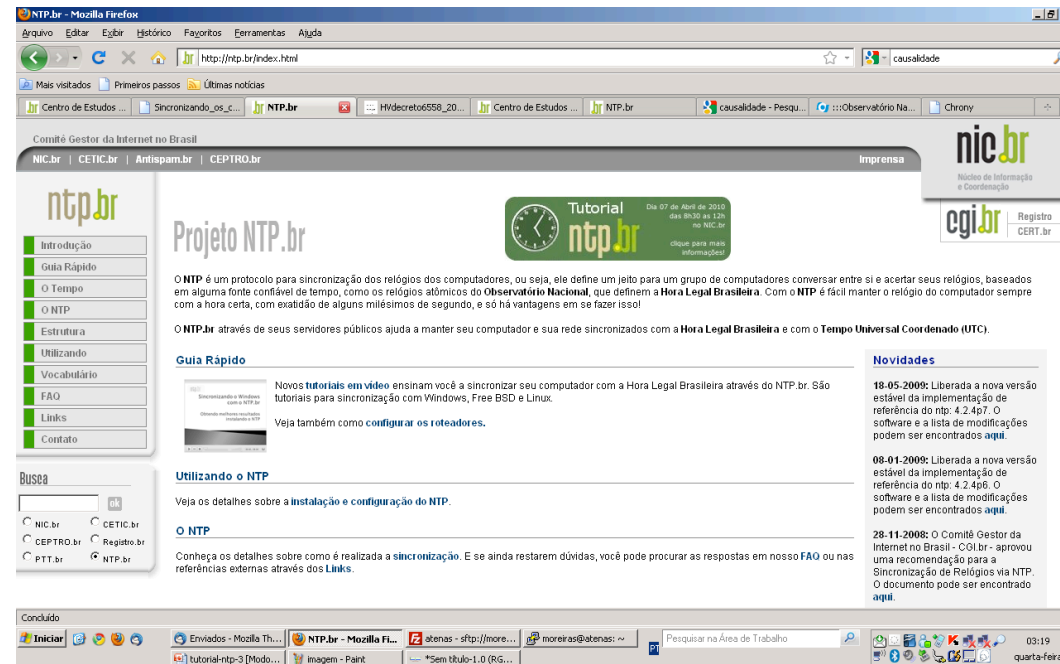 NTP.br - Mozilla Firefox
Arquivo Editar Exibir Histórico Favoritos Ferramentas Ajuda
http://ntp.br/index.html
causalidade
Mais visitados Primeiros passos Últimas notícias
Centro de Estudos ... Sincronizando_os_c... NTP.br HVdecreto6558_20... Centro de Estudos ... NTP.br causalidade - Pesqu... :::Observatório Na... Chrony
Comitê Gestor da Internet no Brasil
NIC.br | CETIC.br | Antispam.br | CEPTRO.br Imprensa
nic.br
Núcleo de Informação
e Coordenação
ntp.br
cgi.br
Registro
CERT.br
Introdução
Guia Rápido
O Tempo
O NTP
Estrutura
Utilizando
Vocabulário
FAQ
Links
Contato
Busca
ok
NIC.br CETIC.br
CEPTRO.br Registro.br
PTT.br NTP.br
Projeto NTP.br
Tutorial
ntp.br
Dia 07 de Abril de 2010
das 8h30 as 12h
no NIC.br
clique para mais
informações!
O NTP é um protocolo para sincronização dos relógios dos computadores, ou seja, ele define um jeito para um grupo de computadores conversar entre si e acertar seus relógios, baseados
em alguma fonte confiável de tempo, como os relógios atômicos do Observatório Nacional, que definem a Hora Legal Brasileira. Com o NTP é fácil manter o relógio do computador sempre
com a hora certa, com exatidão de alguns milésimos de segundo, e só há vantagens em se fazer isso!
O NTP.br através de seus servidores públicos ajuda a manter seu computador e sua rede sincronizados com a Hora Legal Brasileira e com o Tempo Universal Coordenado (UTC).
Guia Rápido
Sincronizando o Windows
com o NTP.br
Obtendo melhores resultados
instalando o NTP
Novos tutoriais em vídeo ensinam você a sincronizar seu computador com a Hora Legal Brasileira através do NTP.br. São
tutoriais para sincronização com Windows, Free BSD e Linux.
Veja também como configurar os roteadores.
Utilizando o NTP
Veja os detalhes sobre a instalação e configuração do NTP.
O NTP
Conheça os detalhes sobre como é realizada a sincronização. E se ainda restarem dúvidas, você pode procurar as respostas em nosso FAQ ou nas
referências externas através dos Links.
Novidades
18-05-2009: Liberada a nova versão
estável da implementação de
referência do ntp: 4.2.4p7. O
software e a lista de modificações
podem ser encontrados aqui.
08-01-2009: Liberada a nova versão
estável da implementação de
referência do ntp: 4.2.4p6. O
software e a lista de modificações
podem ser encontrados aqui.
28-11-2008: O Comitê Gestor da
Internet no Brasil - CGI.br - aprovou
uma recomendação para a
Sincronização de Relógios via NTP.
O documento pode ser encontrado
aqui.
Concluído
Iniciar Enviados - Mozilla Th... NTP.br - Mozilla Fi... atenas - sftp://more... moreiras@atenas: ~ PT Pesquisar na Área de Trabalho 03:19
tutorial-ntp-3 [Modo... imagem - Paint *Sem título-1.0 (RG... quarta-feira